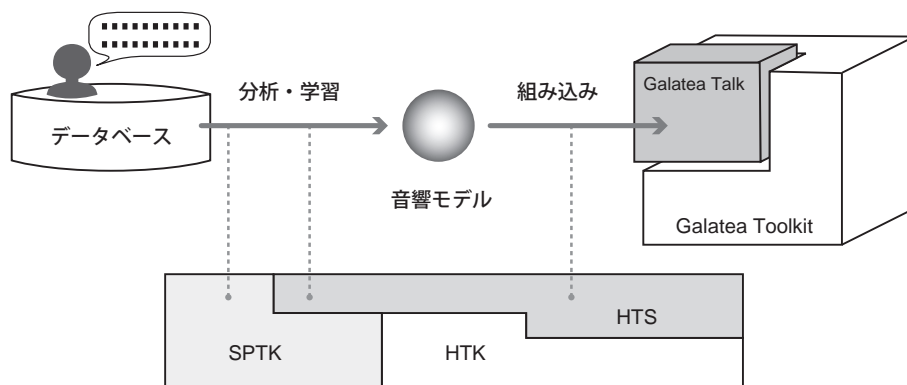 分析・学習
組み込み
Galatea Talk
データベース
音響モデル
Galatea Toolkit
HTS
SPTK
HTK